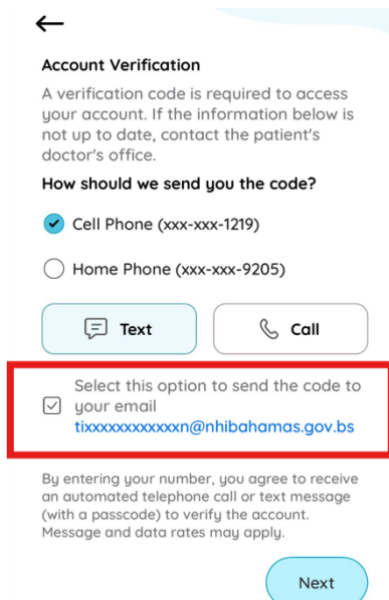 Account Verification
A verification code is required to access
your account. If the information below is
not up to date, contact the patient's
doctor's office.
How should we send you the code?
Cell Phone (xxx-xxx-1219)
Home Phone (xxx-xxx-9205)
Text
Call
Select this option to send the code to
your email
tixxxxxxxxxxxxn@nhibahamas.gov.bs
By entering your number, you agree to receive
an automated telephone call or text message
(with a passcode) to verify the account.
Message and data rates may apply.
Next